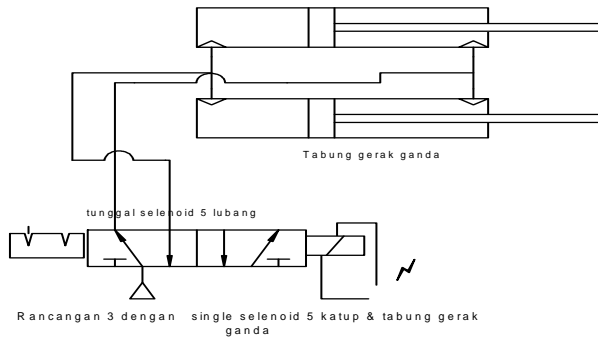 Tabung gerak ganda
tunggal selenoid 5 lubang
Rancangan 3 dengan single selenoid 5 katup & tabung gerak
ganda